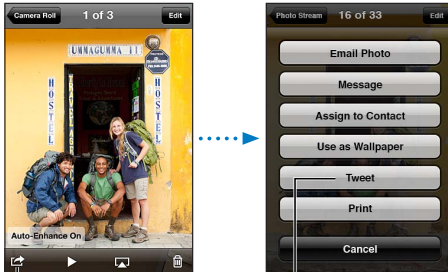 Camera Roll
1 of 3
Edit
UMMAGUMMA II
HOSTEL
HOSTEL
Auto-Enhance On
Photo Stream
16 of 33
Edit
Email Photo
Message
Assign to Contact
Use as Wallpaper
Tweet
Print
Cancel